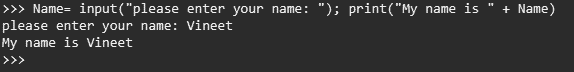 >>> Name= input("please enter your name: "); print("My name is " + Name)
please enter your name: Vineet
My name is Vineet
>>>